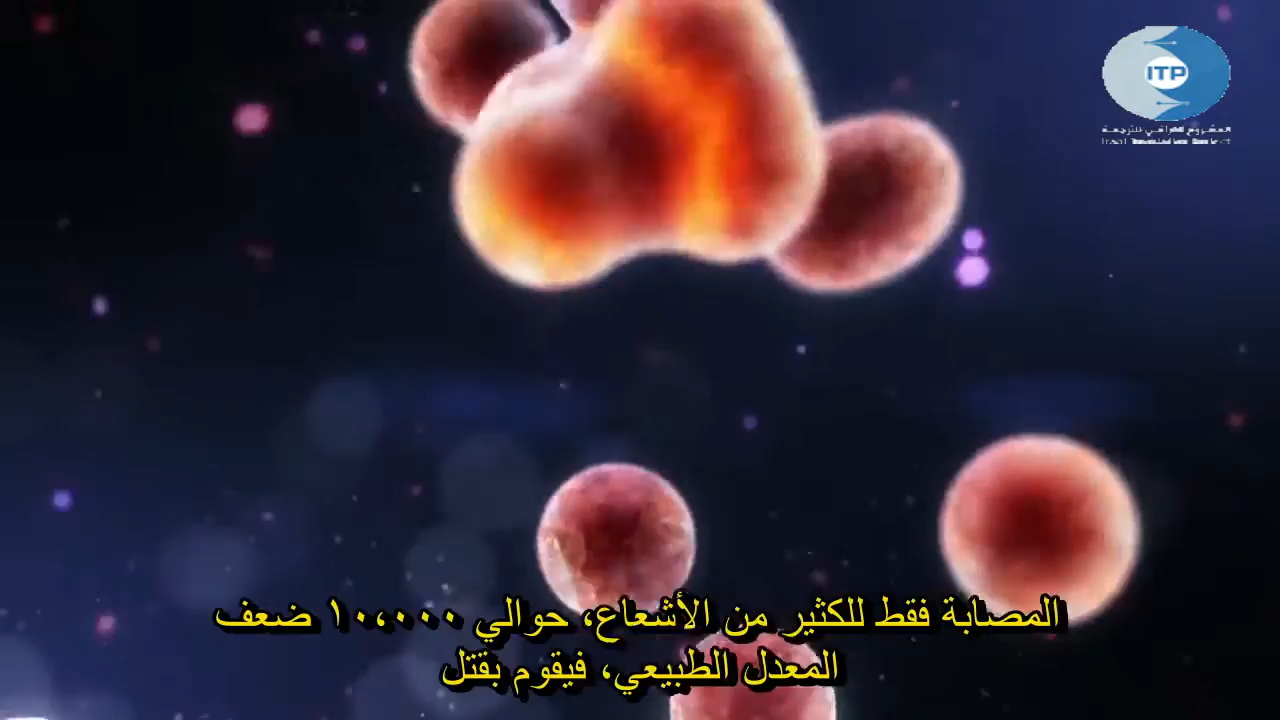 ITP
المصابة فقط للكثير من الأشعاع، حوالي ١٠،٠٠٠ ضعف
المعدل الطبيعي، فيقوم بقتل